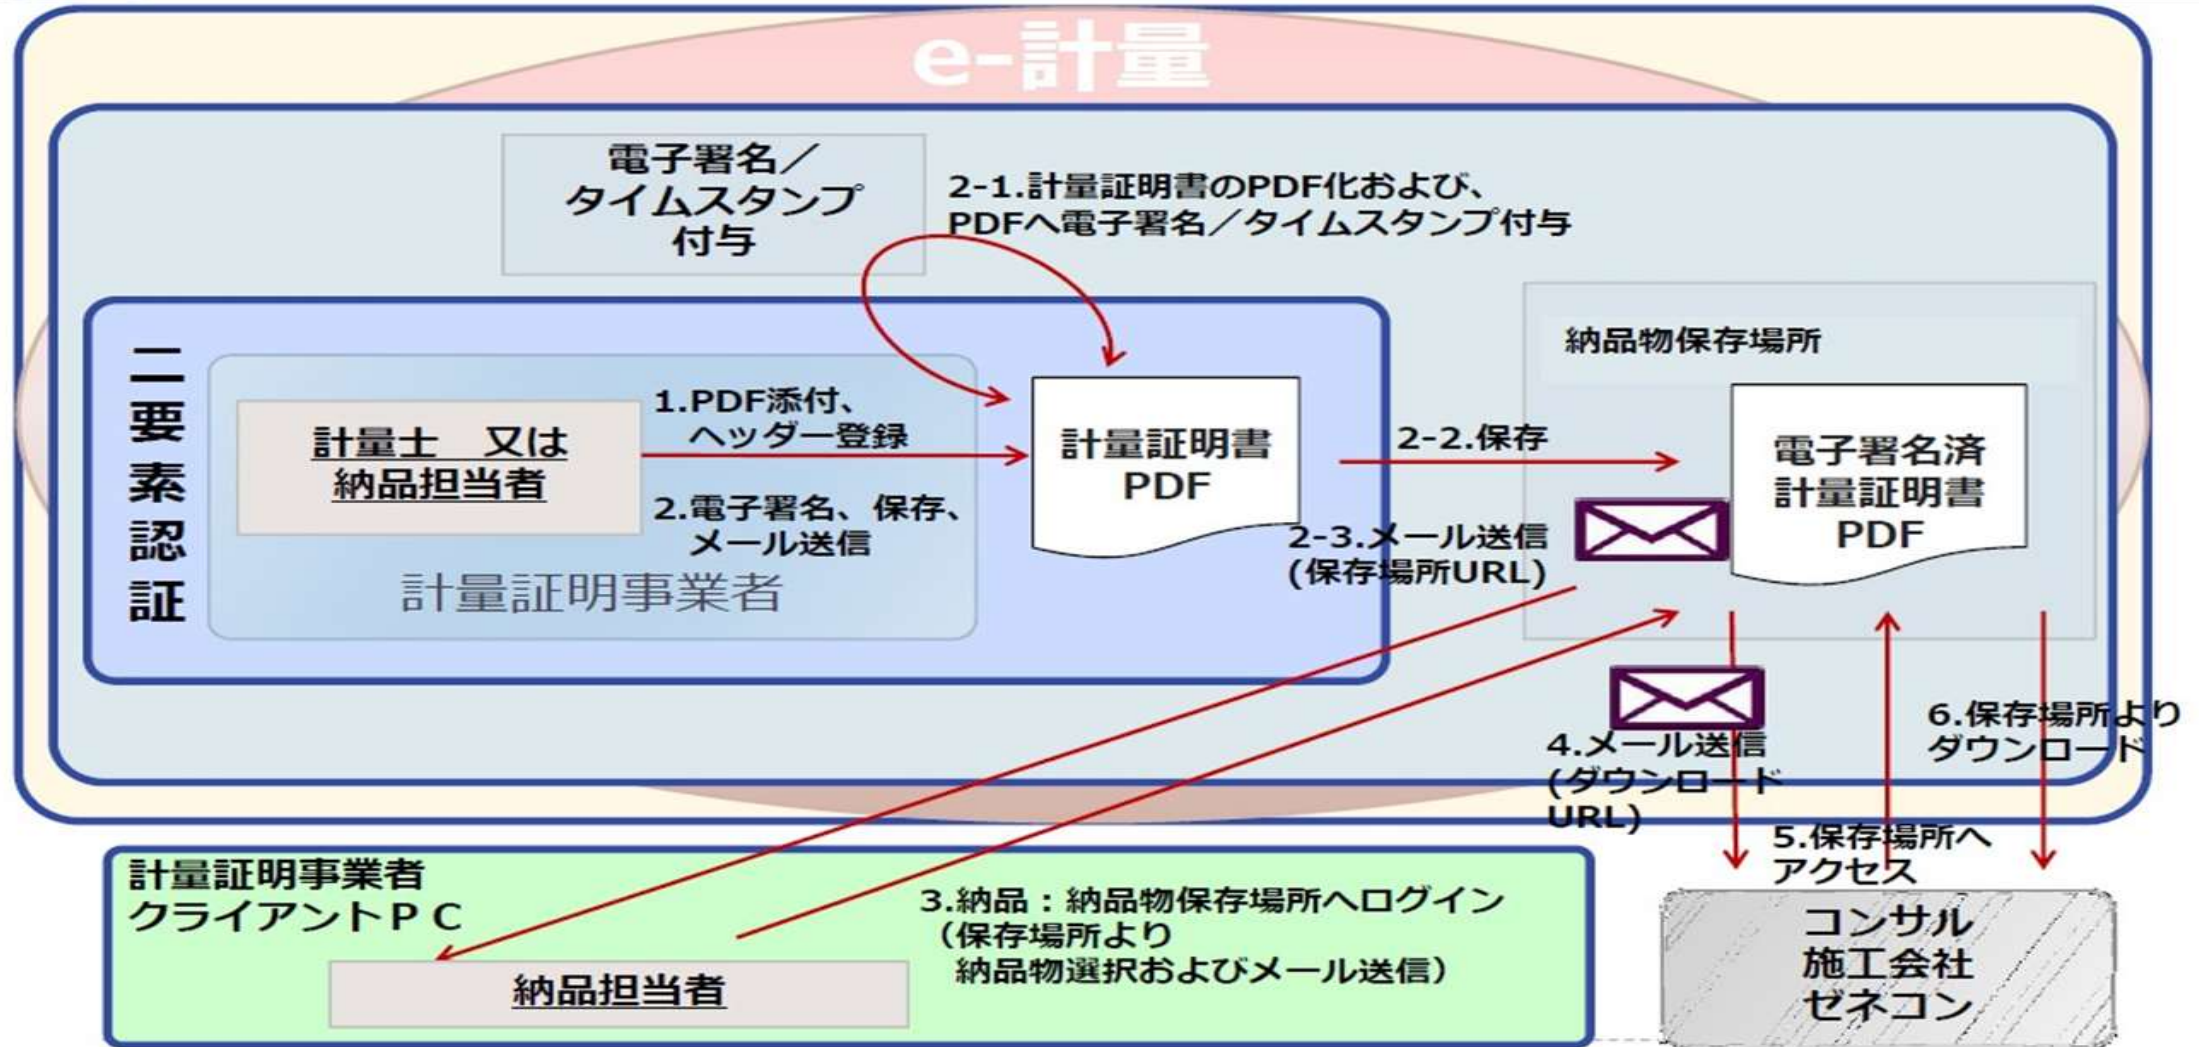 e-計量
電子署名／
タイムスタンプ
付与
2-1.計量証明書のPDF化および、
PDFへ電子署名／タイムスタンプ付与
二要素認証
計量士　又は
納品担当者
1.PDF添付、
ヘッダー登録
2.電子署名、保存、
メール送信
計量証明事業者
計量証明書
PDF
2-2.保存
2-3.メール送信
(保存場所URL)
納品物保存場所
電子署名済
計量証明書
PDF
4.メール送信
(ダウンロード
URL)
5.保存場所へ
アクセス
6.保存場所より
ダウンロード
計量証明事業者
クライアントＰＣ
納品担当者
3.納品：納品物保存場所へログイン
（保存場所より
納品物選択およびメール送信）
コンサル
施工会社
ゼネコン